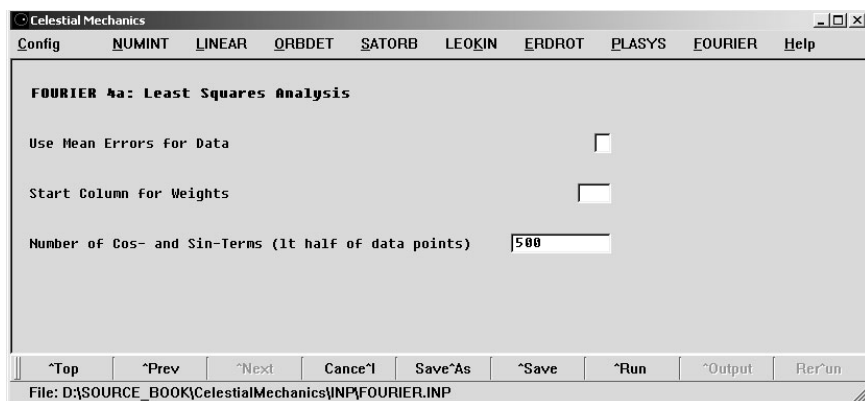 Celestial Mechanics
Config NUMINT LINEAR ORBDET SATORB LEOKIN ERDROT PLASYS FOURIER Help
FOURIER 4a: Least Squares Analysis
Use Mean Errors for Data
Start Column for Weights
Number of Cos- and Sin-Terms (lt half of data points) 500
^Top ^Prev ^Next Cance^l Save^As ^Save ^Run ^Output Rer^un
File: D:\SOURCE_BOOK\CelestialMechanics\INP\FOURIER.INP